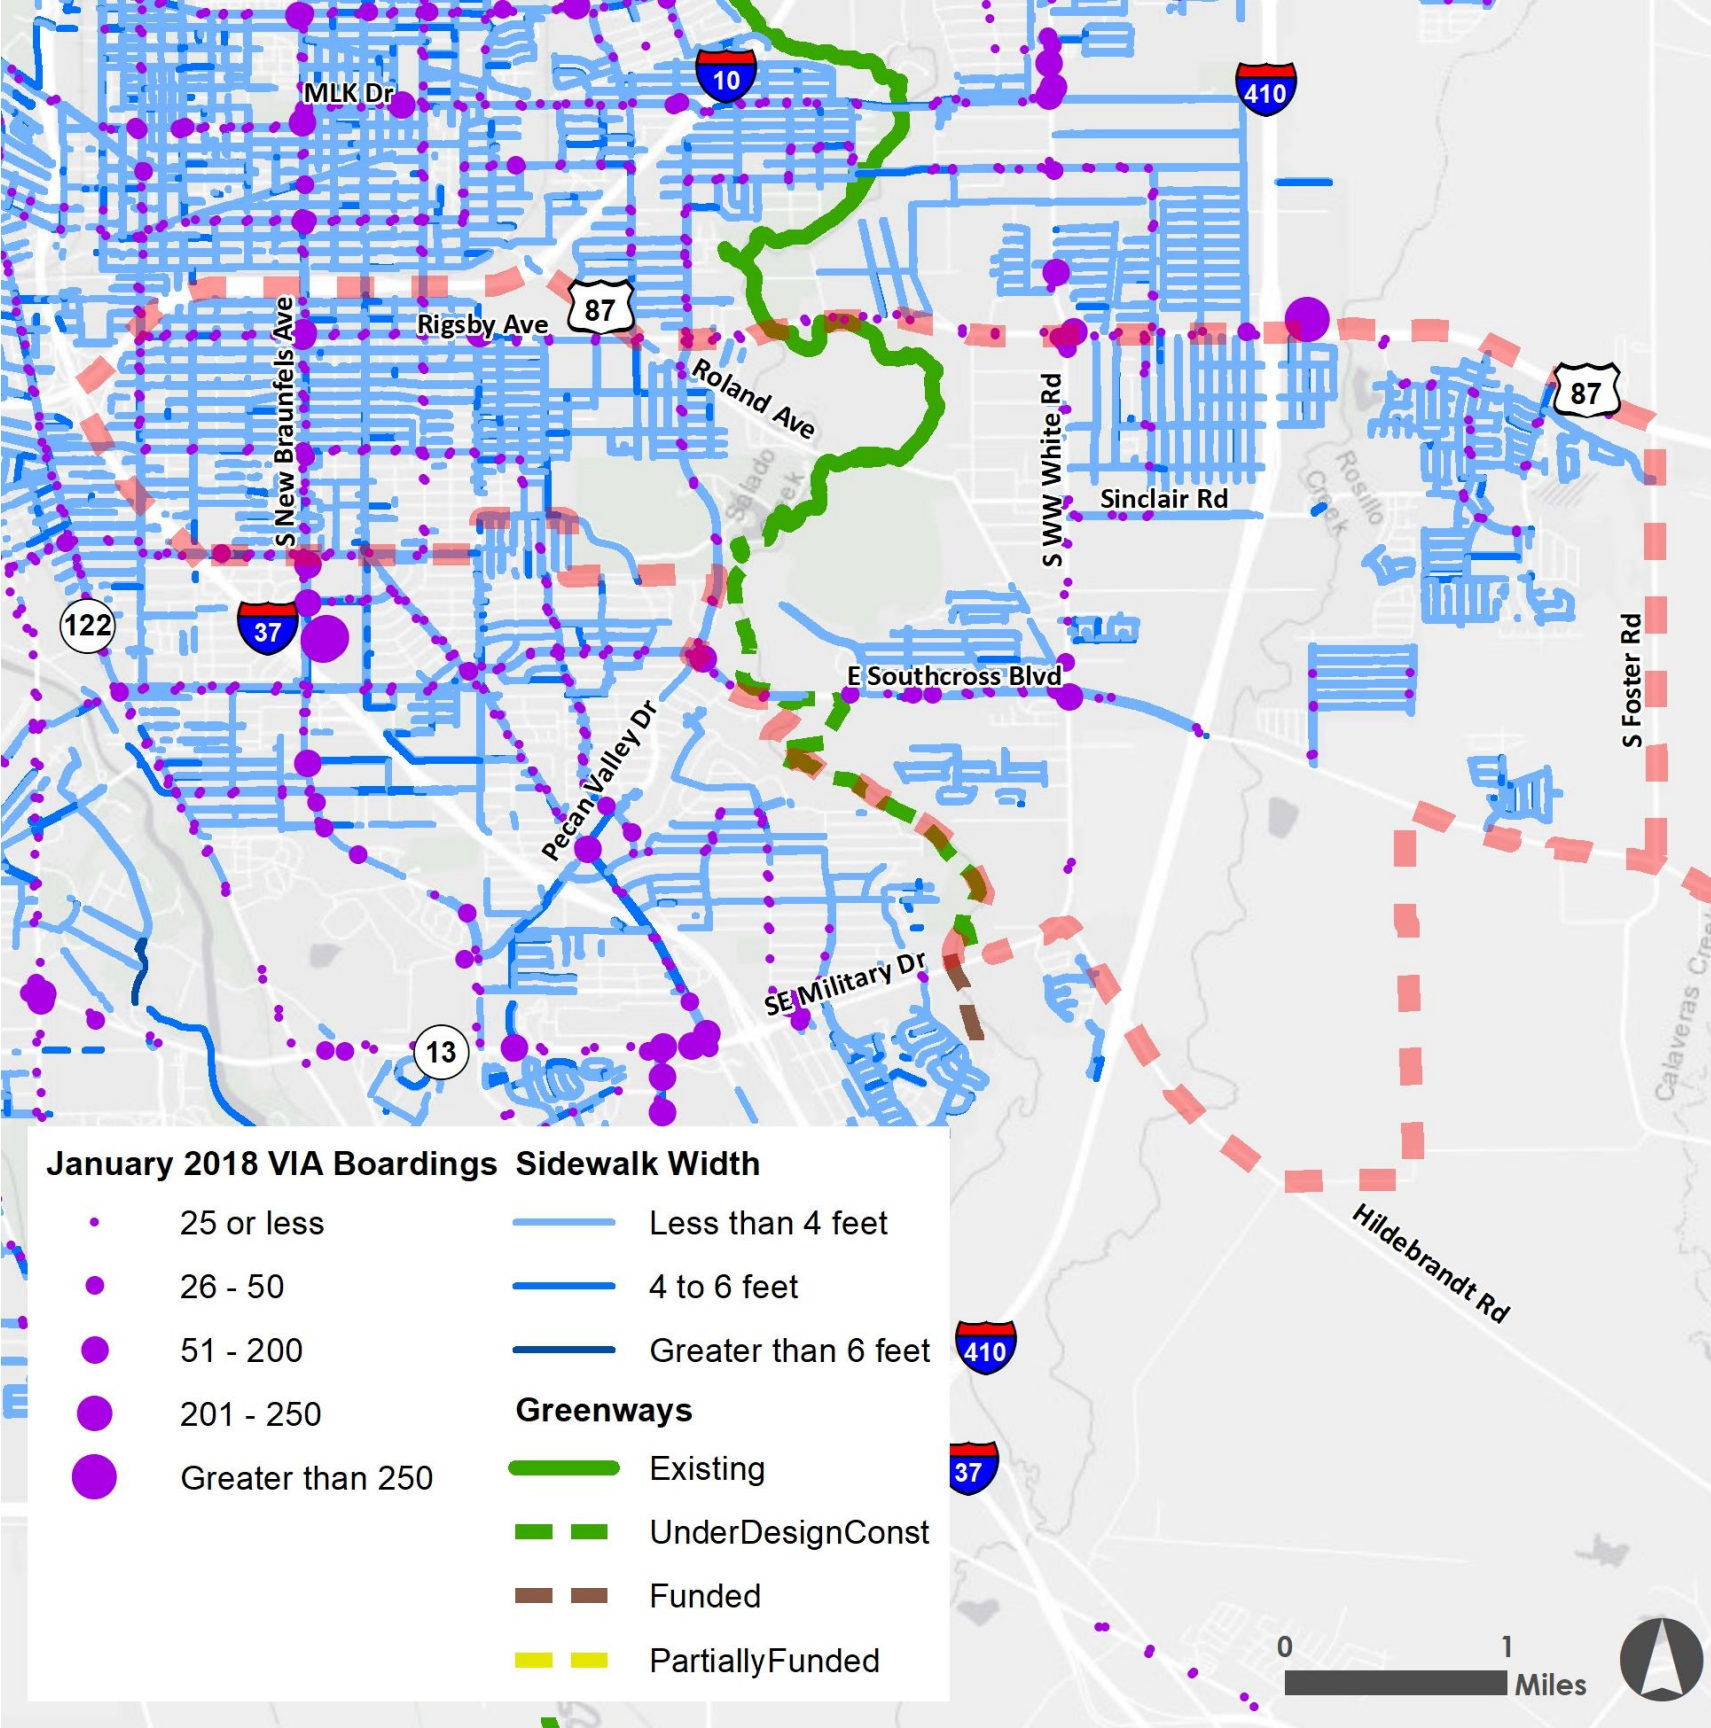 MLK Dr
10
410
87
Rigsby Ave
S New Braunfels Ave
Roland Ave
87
S WW White Rd
Salado
Creek
Sinclair Rd
Rosillo
Creek
122
37
E Southcross Blvd
S Foster Rd
Pecan Valley Dr
SE Military Dr
13
Calaveras Creek
Hildebrandt Rd
410
37
January 2018 VIA Boardings
25 or less
26 - 50
51 - 200
201 - 250
Greater than 250
Sidewalk Width
Less than 4 feet
4 to 6 feet
Greater than 6 feet
Greenways
Existing
UnderDesignConst
Funded
PartiallyFunded
0 1
Miles